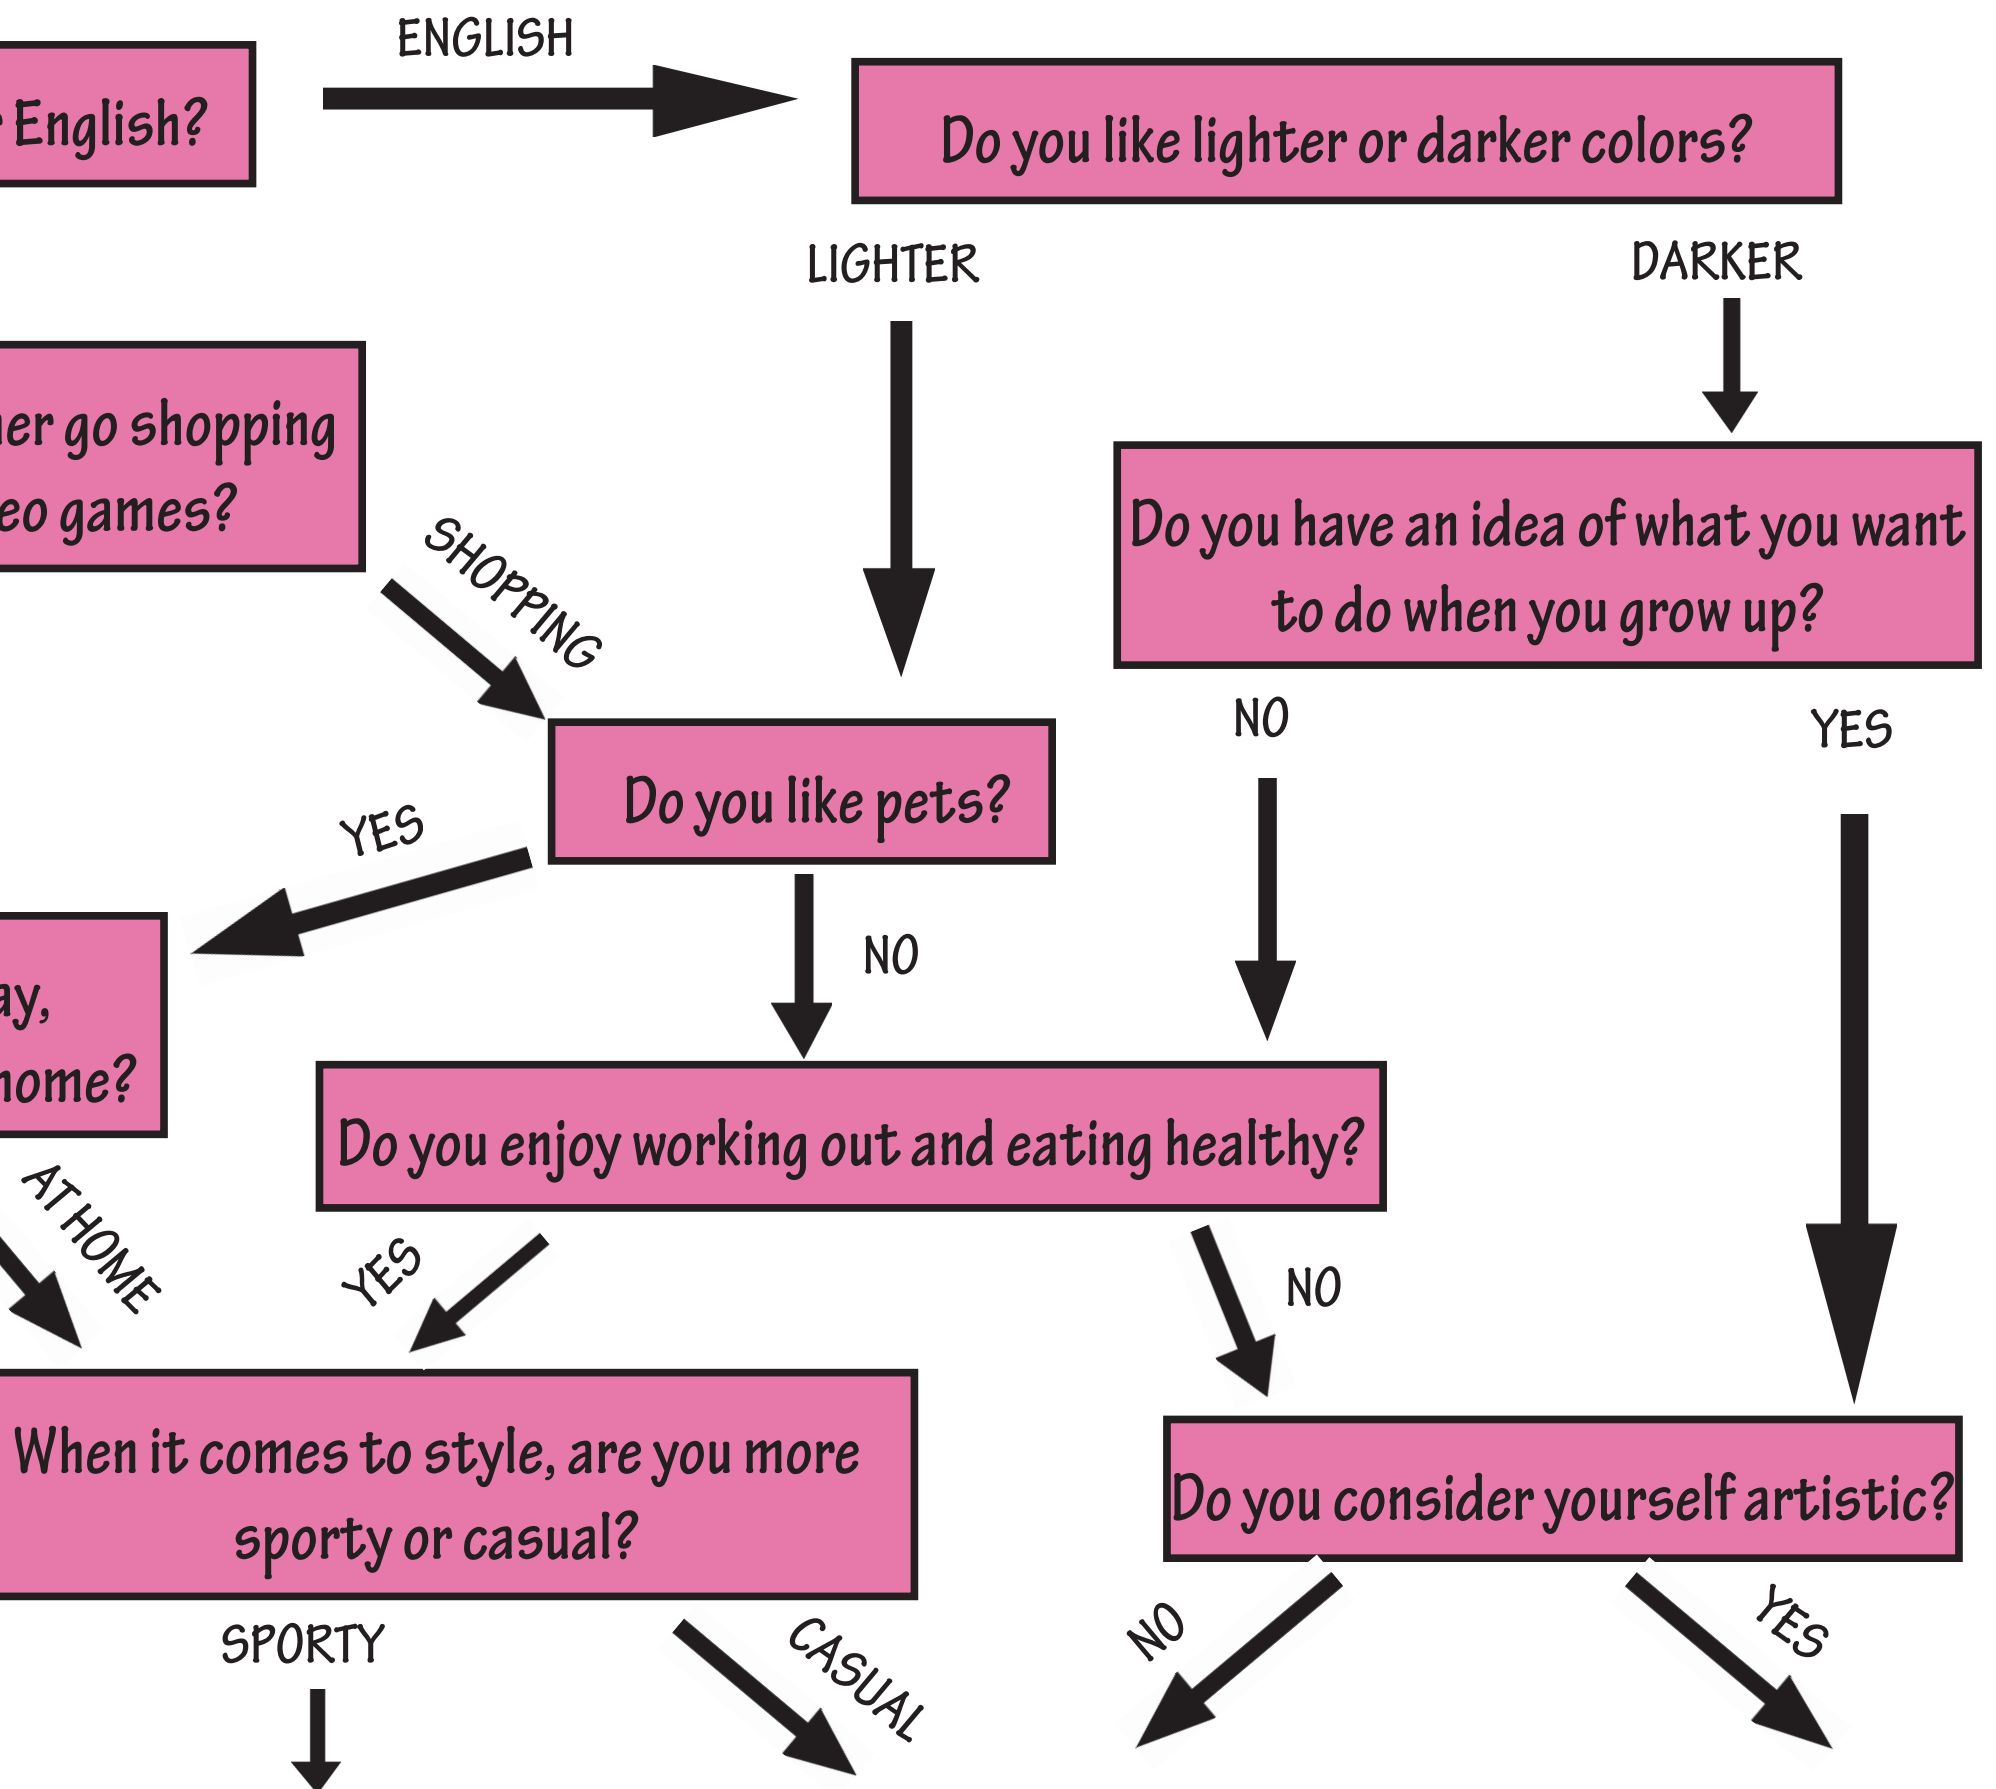 ENGLISH
English?
Do you like lighter or darker colors?
LIGHTER
DARKER
go shopping
games?
SHOPPING
Do you have an idea of what you want
to do when you grow up?
NO
YES
Do you like pets?
YES
NO
home?
Do you enjoy working out and eating healthy?
AT HOME
YES
NO
When it comes to style, are you more
sporty or casual?
Do you consider yourself artistic?
SPORTY
CASUAL
NO
YES